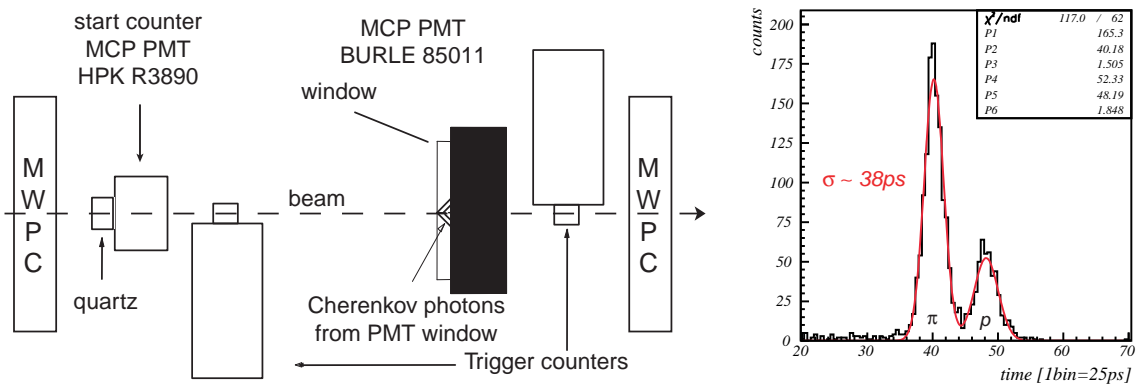 start counter
MCP PMT
HPK R3890
MCP PMT
BURLE 85011
window
M
W
P
C
beam
M
W
P
C
quartz
Cherenkov photons
from PMT window
Trigger counters
counts
200
175
150
125
100
75
50
25
0
χ²/ndf 117.0 / 62
P1 165.3
P2 40.18
P3 1.505
P4 52.33
P5 48.19
P6 1.848
σ ~ 38ps
π
p
20 30 40 50 60 70
time [1bin=25ps]